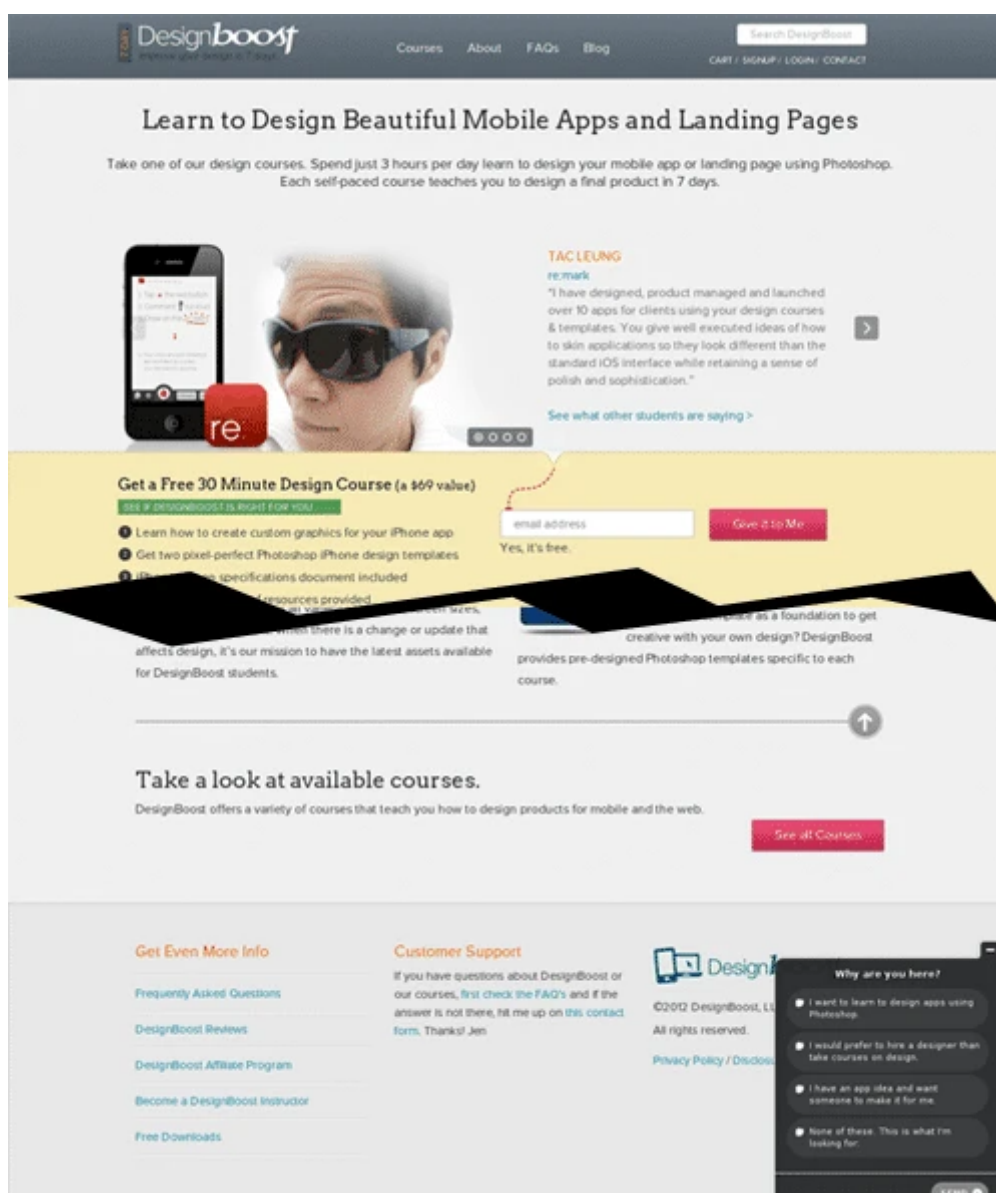 7 DAY
Designboost
improve your design in 7 days
Courses About FAQs Blog
Search DesignBoost
CART / SIGNUP / LOGIN / CONTACT
Learn to Design Beautiful Mobile Apps and Landing Pages
Take one of our design courses. Spend just 3 hours per day learn to design your mobile app or landing page using Photoshop.
Each self-paced course teaches you to design a final product in 7 days.
re:
TAC LEUNG
re:mark
"I have designed, product managed and launched
over 10 apps for clients using your design courses
& templates. You give well executed ideas of how
to skin applications so they look different than the
standard iOS interface while retaining a sense of
polish and sophistication."
See what other students are saying >
Get a Free 30 Minute Design Course (a $69 value)
SEE IF DESIGNBOOST IS RIGHT FOR YOU
1 Learn how to create custom graphics for your iPhone app
2 Get two pixel-perfect Photoshop iPhone design templates
3 specifications document included
resources provided
email address
Give it to Me
Yes, it's free.
sizes,
when there is a change or update that
affects design, it's our mission to have the latest assets available
for DesignBoost students.
as a foundation to get
creative with your own design? DesignBoost
provides pre-designed Photoshop templates specific to each
course.
Take a look at available courses.
DesignBoost offers a variety of courses that teach you how to design products for mobile and the web.
See all Courses
Get Even More Info
Frequently Asked Questions
DesignBoost Reviews
DesignBoost Affiliate Program
Become a DesignBoost Instructor
Free Downloads
Customer Support
If you have questions about DesignBoost or
our courses, first check the FAQ's and if the
answer is not there, hit me up on this contact
form. Thanks! Jen
Design
©2012 DesignBoost, LL
All rights reserved.
Privacy Policy / Disclosu
Why are you here?
I want to learn to design apps using
Photoshop.
I would prefer to hire a designer than
take courses on design.
I have an app idea and want
someone to make it for me.
None of these. This is what I'm
looking for:
SEND